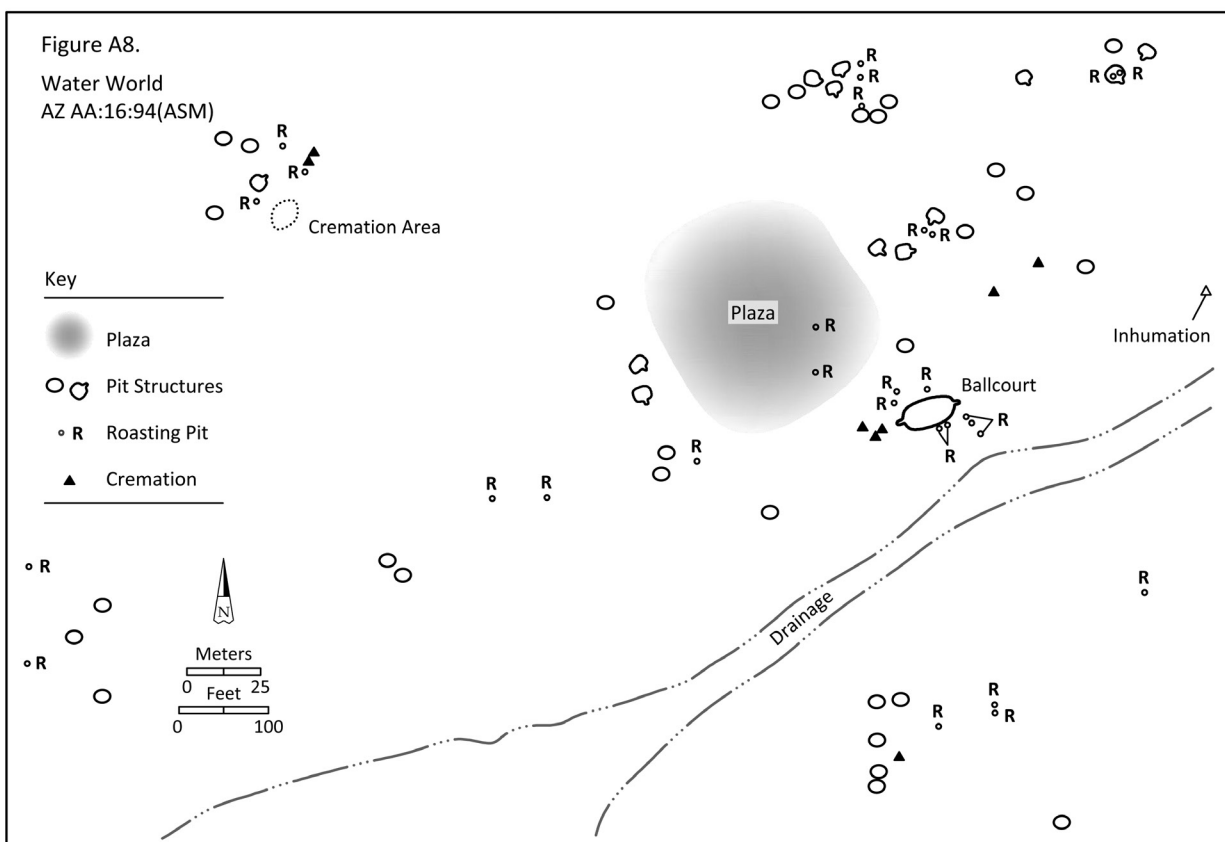 Figure A8.
Water World
AZ AA:16:94(ASM)
R
R
R
R
R
R
R
R
R
R
Cremation Area
R
R
Key
Plaza
Plaza
Inhumation
R
Pit Structures
R
R
R
Ballcourt
R
R
Roasting Pit
R
R
R
Cremation
R
R
R
R
Drainage
N
Meters
0 25
Feet
0 100
R
R
R
R